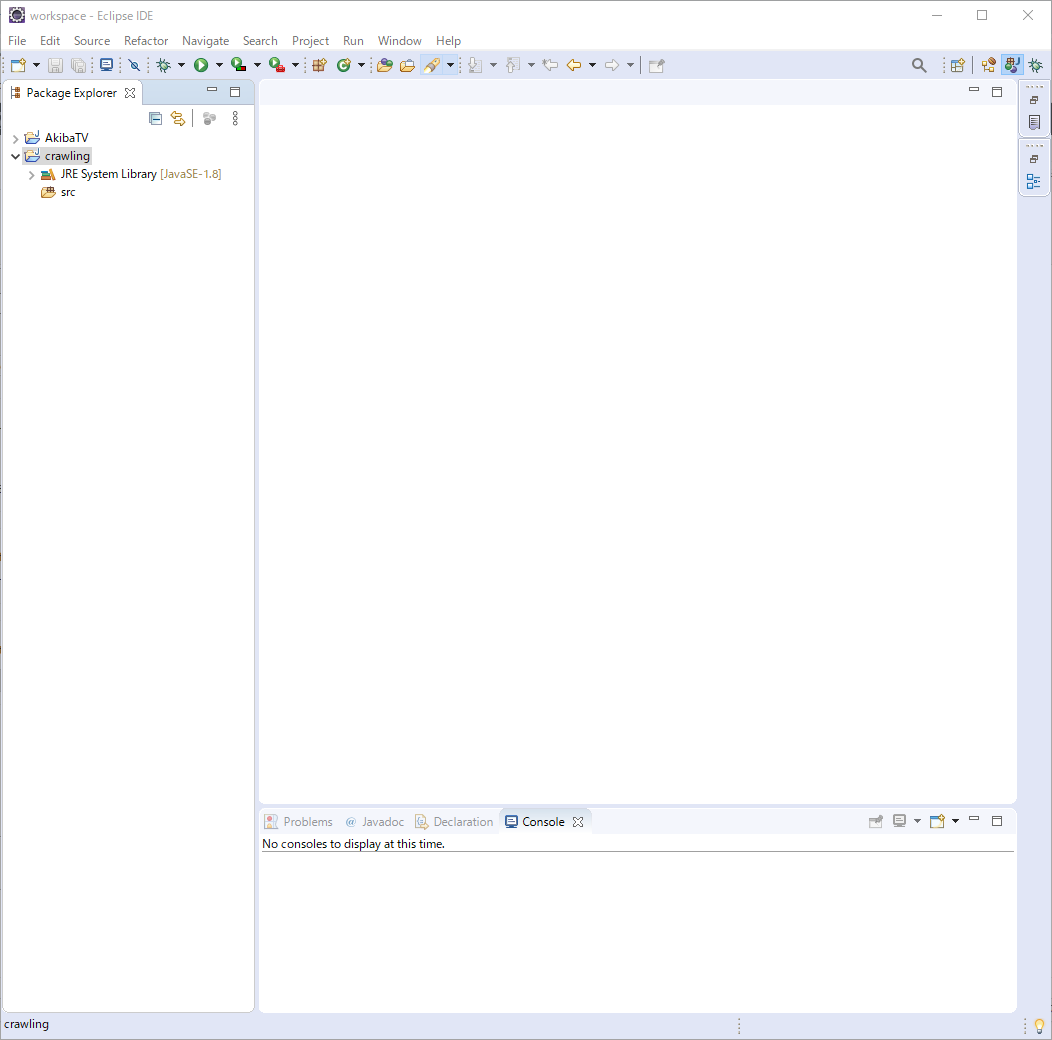 workspace - Eclipse IDE
File Edit Source Refactor Navigate Search Project Run Window Help
Package Explorer
AkibaTV
crawling
JRE System Library [JavaSE-1.8]
src
Problems @ Javadoc Declaration Console
No consoles to display at this time.
crawling